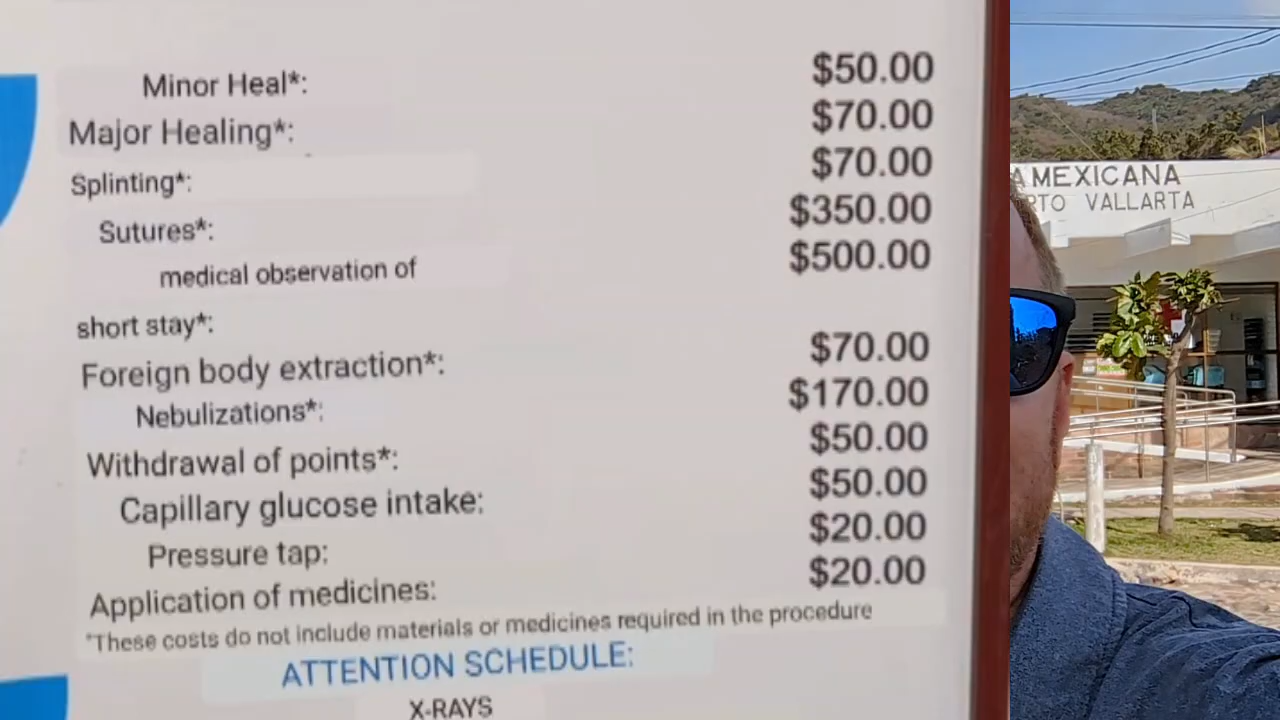 Minor Heal*: $50.00
Major Healing*: $70.00
Splinting*: $70.00
Sutures*: $350.00
medical observation of $500.00
short stay*:
Foreign body extraction*: $70.00
Nebulizations*: $170.00
Withdrawal of points*: $50.00
Capillary glucose intake: $50.00
Pressure tap: $20.00
Application of medicines: $20.00
*These costs do not include materials or medicines required in the procedure
ATTENTION SCHEDULE:
X-RAYS
A MEXICANA
RTO VALLARTA